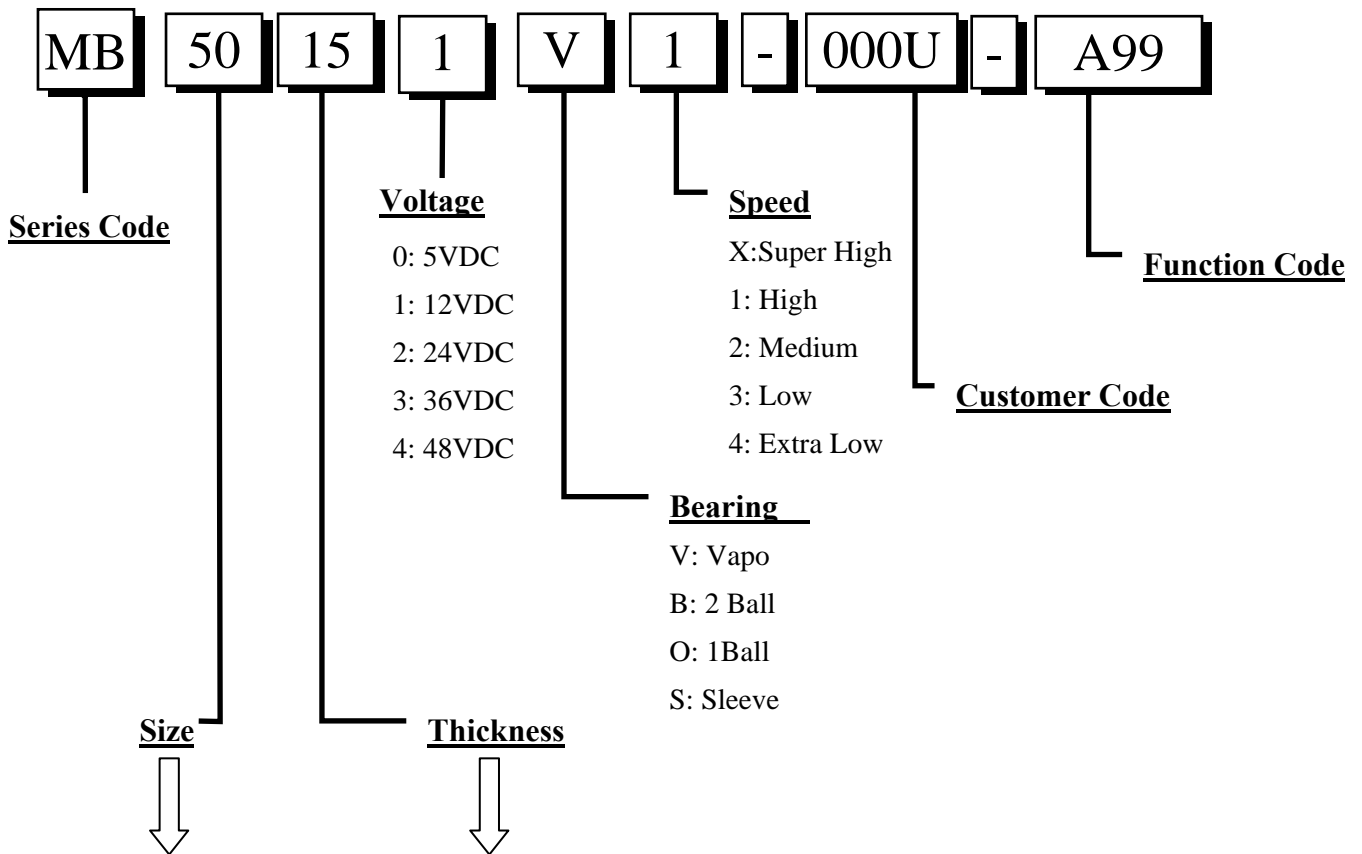 MB 50 15 1 V 1 - 000U - A99
Series Code
Voltage
0: 5VDC
1: 12VDC
2: 24VDC
3: 36VDC
4: 48VDC
Speed
X:Super High
1: High
2: Medium
3: Low
4: Extra Low
Function Code
Customer Code
Bearing
V: Vapo
B: 2 Ball
O: 1Ball
S: Sleeve
Size
Thickness